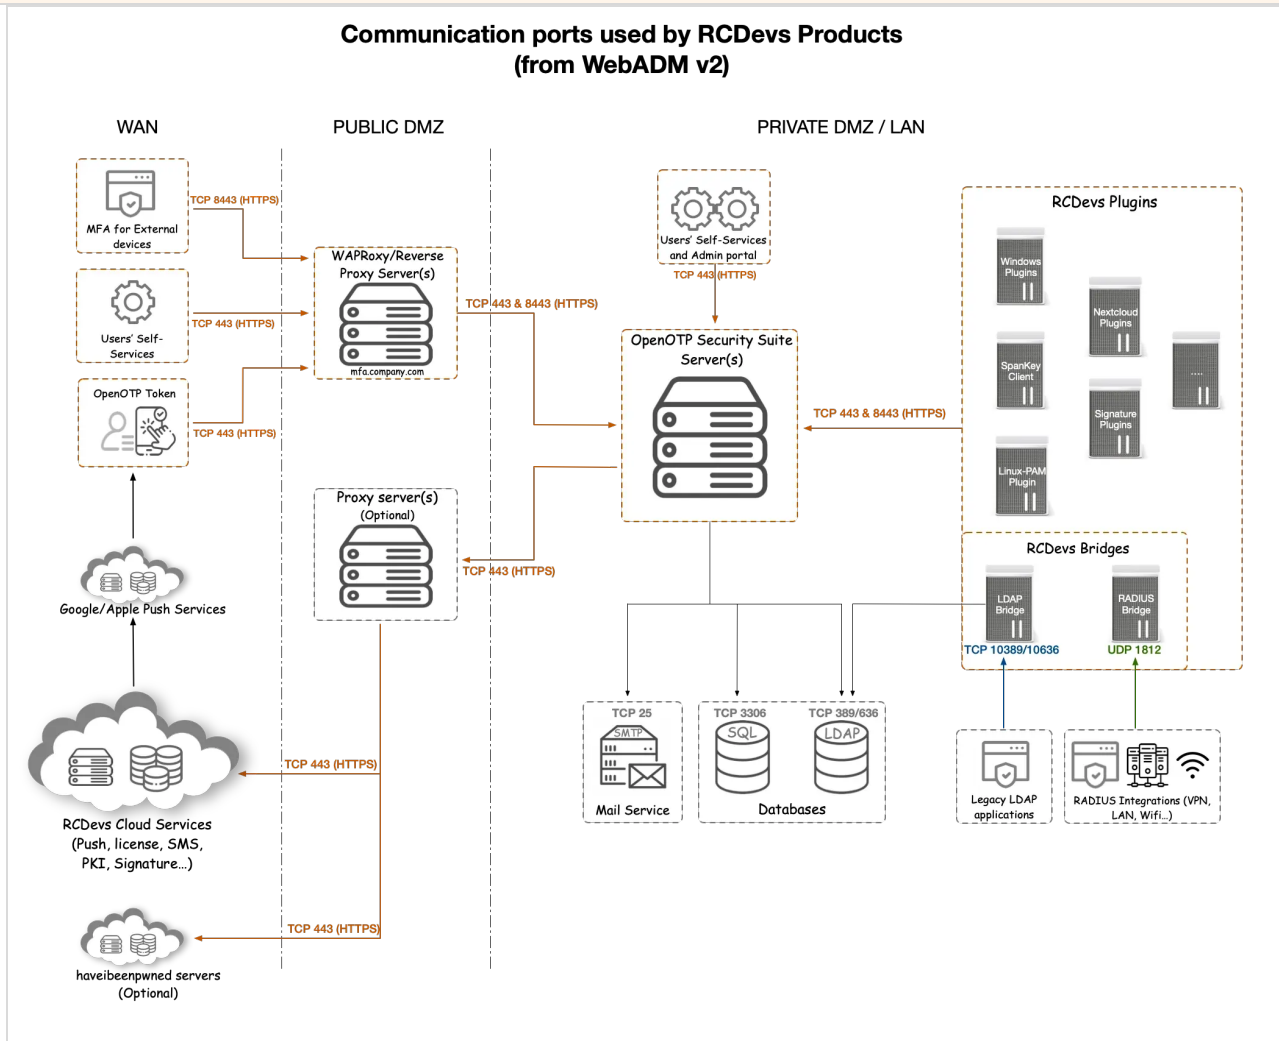 Communication ports used by RCDevs Products
(from WebADM v2)
WAN
PUBLIC DMZ
PRIVATE DMZ / LAN
MFA for External
devices
TCP 8443 (HTTPS)
Users' Self-
Services
TCP 443 (HTTPS)
OpenOTP Token
TCP 443 (HTTPS)
Google/Apple Push Services
RCDevs Cloud Services
(Push, license, SMS,
PKI, Signature...)
haveibeenpwned servers
(Optional)
WAPRoxy/Reverse
Proxy Server(s)
mfa.company.com
TCP 443 & 8443 (HTTPS)
Proxy server(s)
(Optional)
TCP 443 (HTTPS)
TCP 443 (HTTPS)
TCP 443 (HTTPS)
Users' Self-Services
and Admin portal
TCP 443 (HTTPS)
OpenOTP Security Suite
Server(s)
TCP 443 & 8443 (HTTPS)
TCP 25
SMTP
Mail Service
TCP 3306
SQL
TCP 389/636
LDAP
Databases
RCDevs Plugins
Windows
Plugins
Nextcloud
Plugins
SpanKey
Client
....
Signature
Plugins
Linux-PAM
Plugin
RCDevs Bridges
LDAP
Bridge
TCP 10389/10636
RADIUS
Bridge
UDP 1812
Legacy LDAP
applications
RADIUS Integrations (VPN,
LAN, Wifi...)